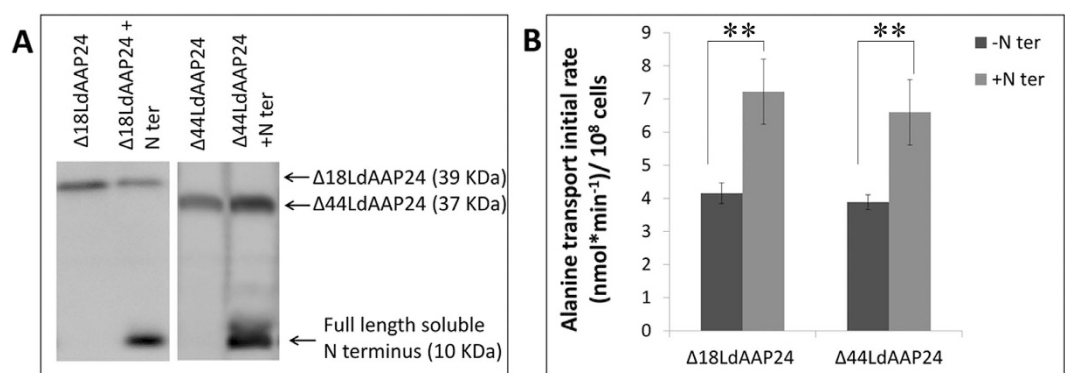 A
Δ18LdAAP24
Δ18LdAAP24 +
N ter
Δ44LdAAP24
Δ44LdAAP24
+N ter
Δ18LdAAP24 (39 KDa)
Δ44LdAAP24 (37 KDa)
Full length soluble
N terminus (10 KDa)
B
Alanine transport initial rate
(nmol*min⁻¹)/ 10⁸ cells
9
8
7
6
5
4
3
2
1
0
**
**
-N ter
+N ter
Δ18LdAAP24
Δ44LdAAP24